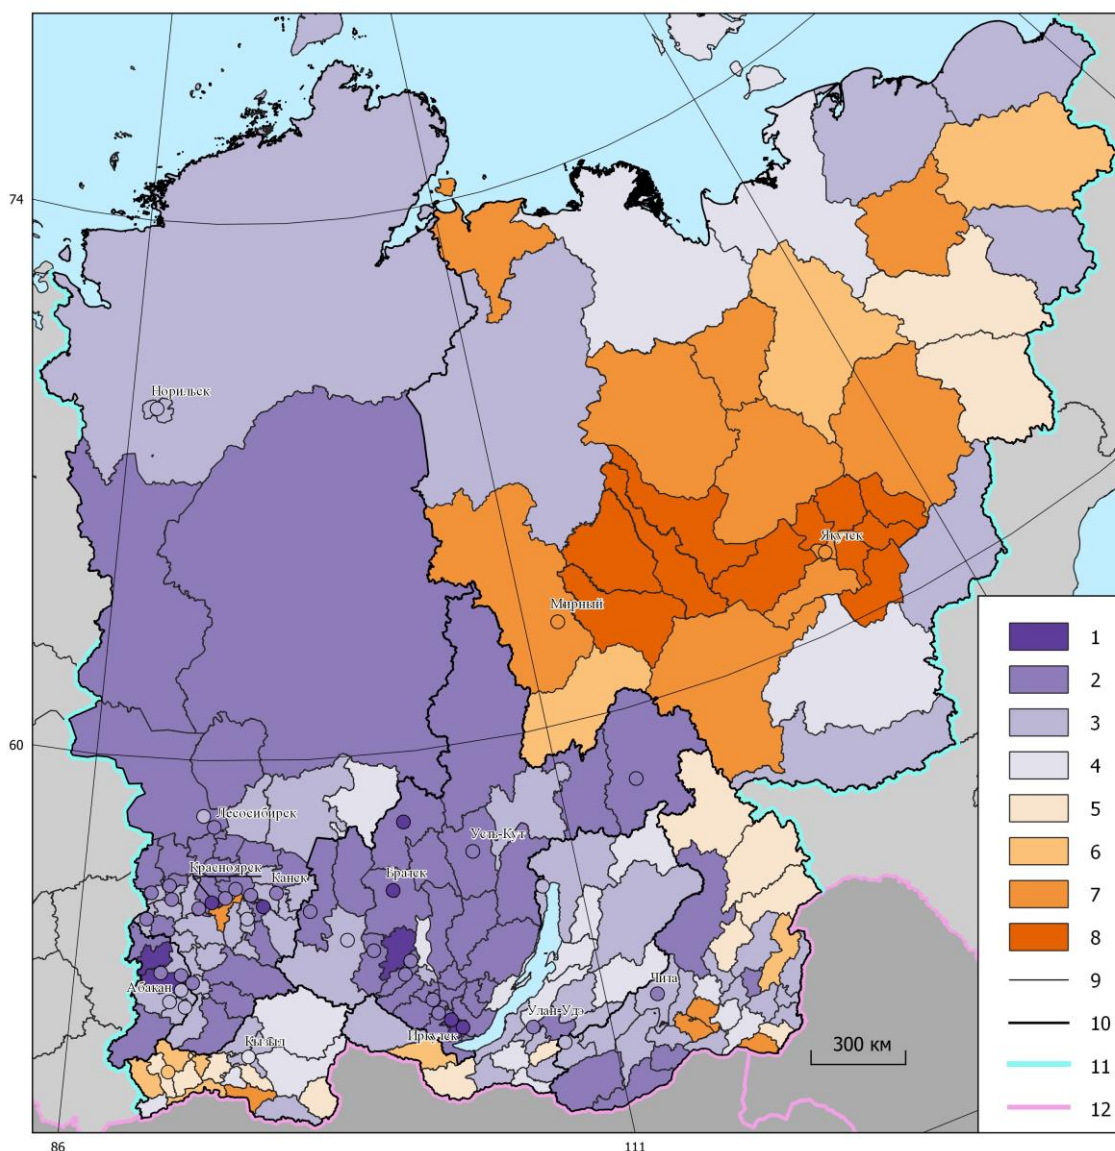 74
Норильск
Якутск
Мирный
1
2
3
60
4
Лесосибирск
5
Усть-Кут
6
Красноярск
Братск
Канск
7
8
9
Абакан
Чита
10
Улан-Удэ
Иркутск
300 км
Кызыл
11
12
86
111